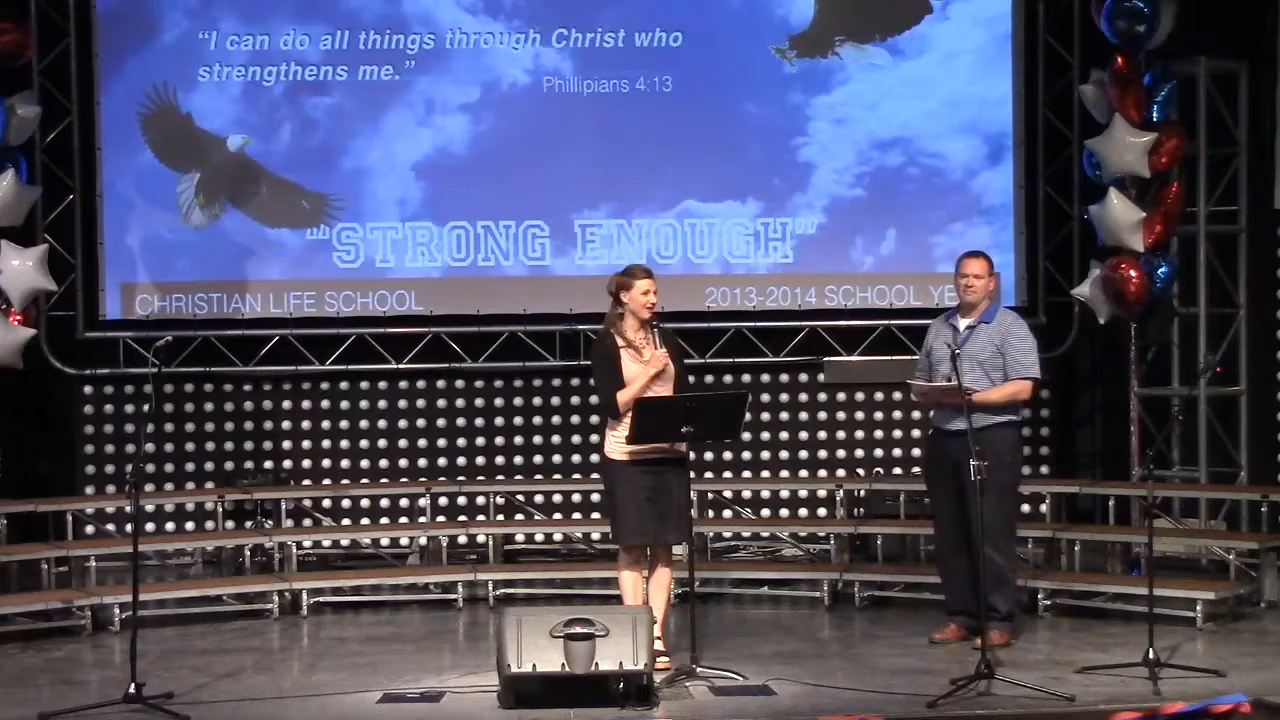 “I can do all things through Christ who
strengthens me.”
Phillipians 4:13
"STRONG ENOUGH"
CHRISTIAN LIFE SCHOOL
2013-2014 SCHOOL YE